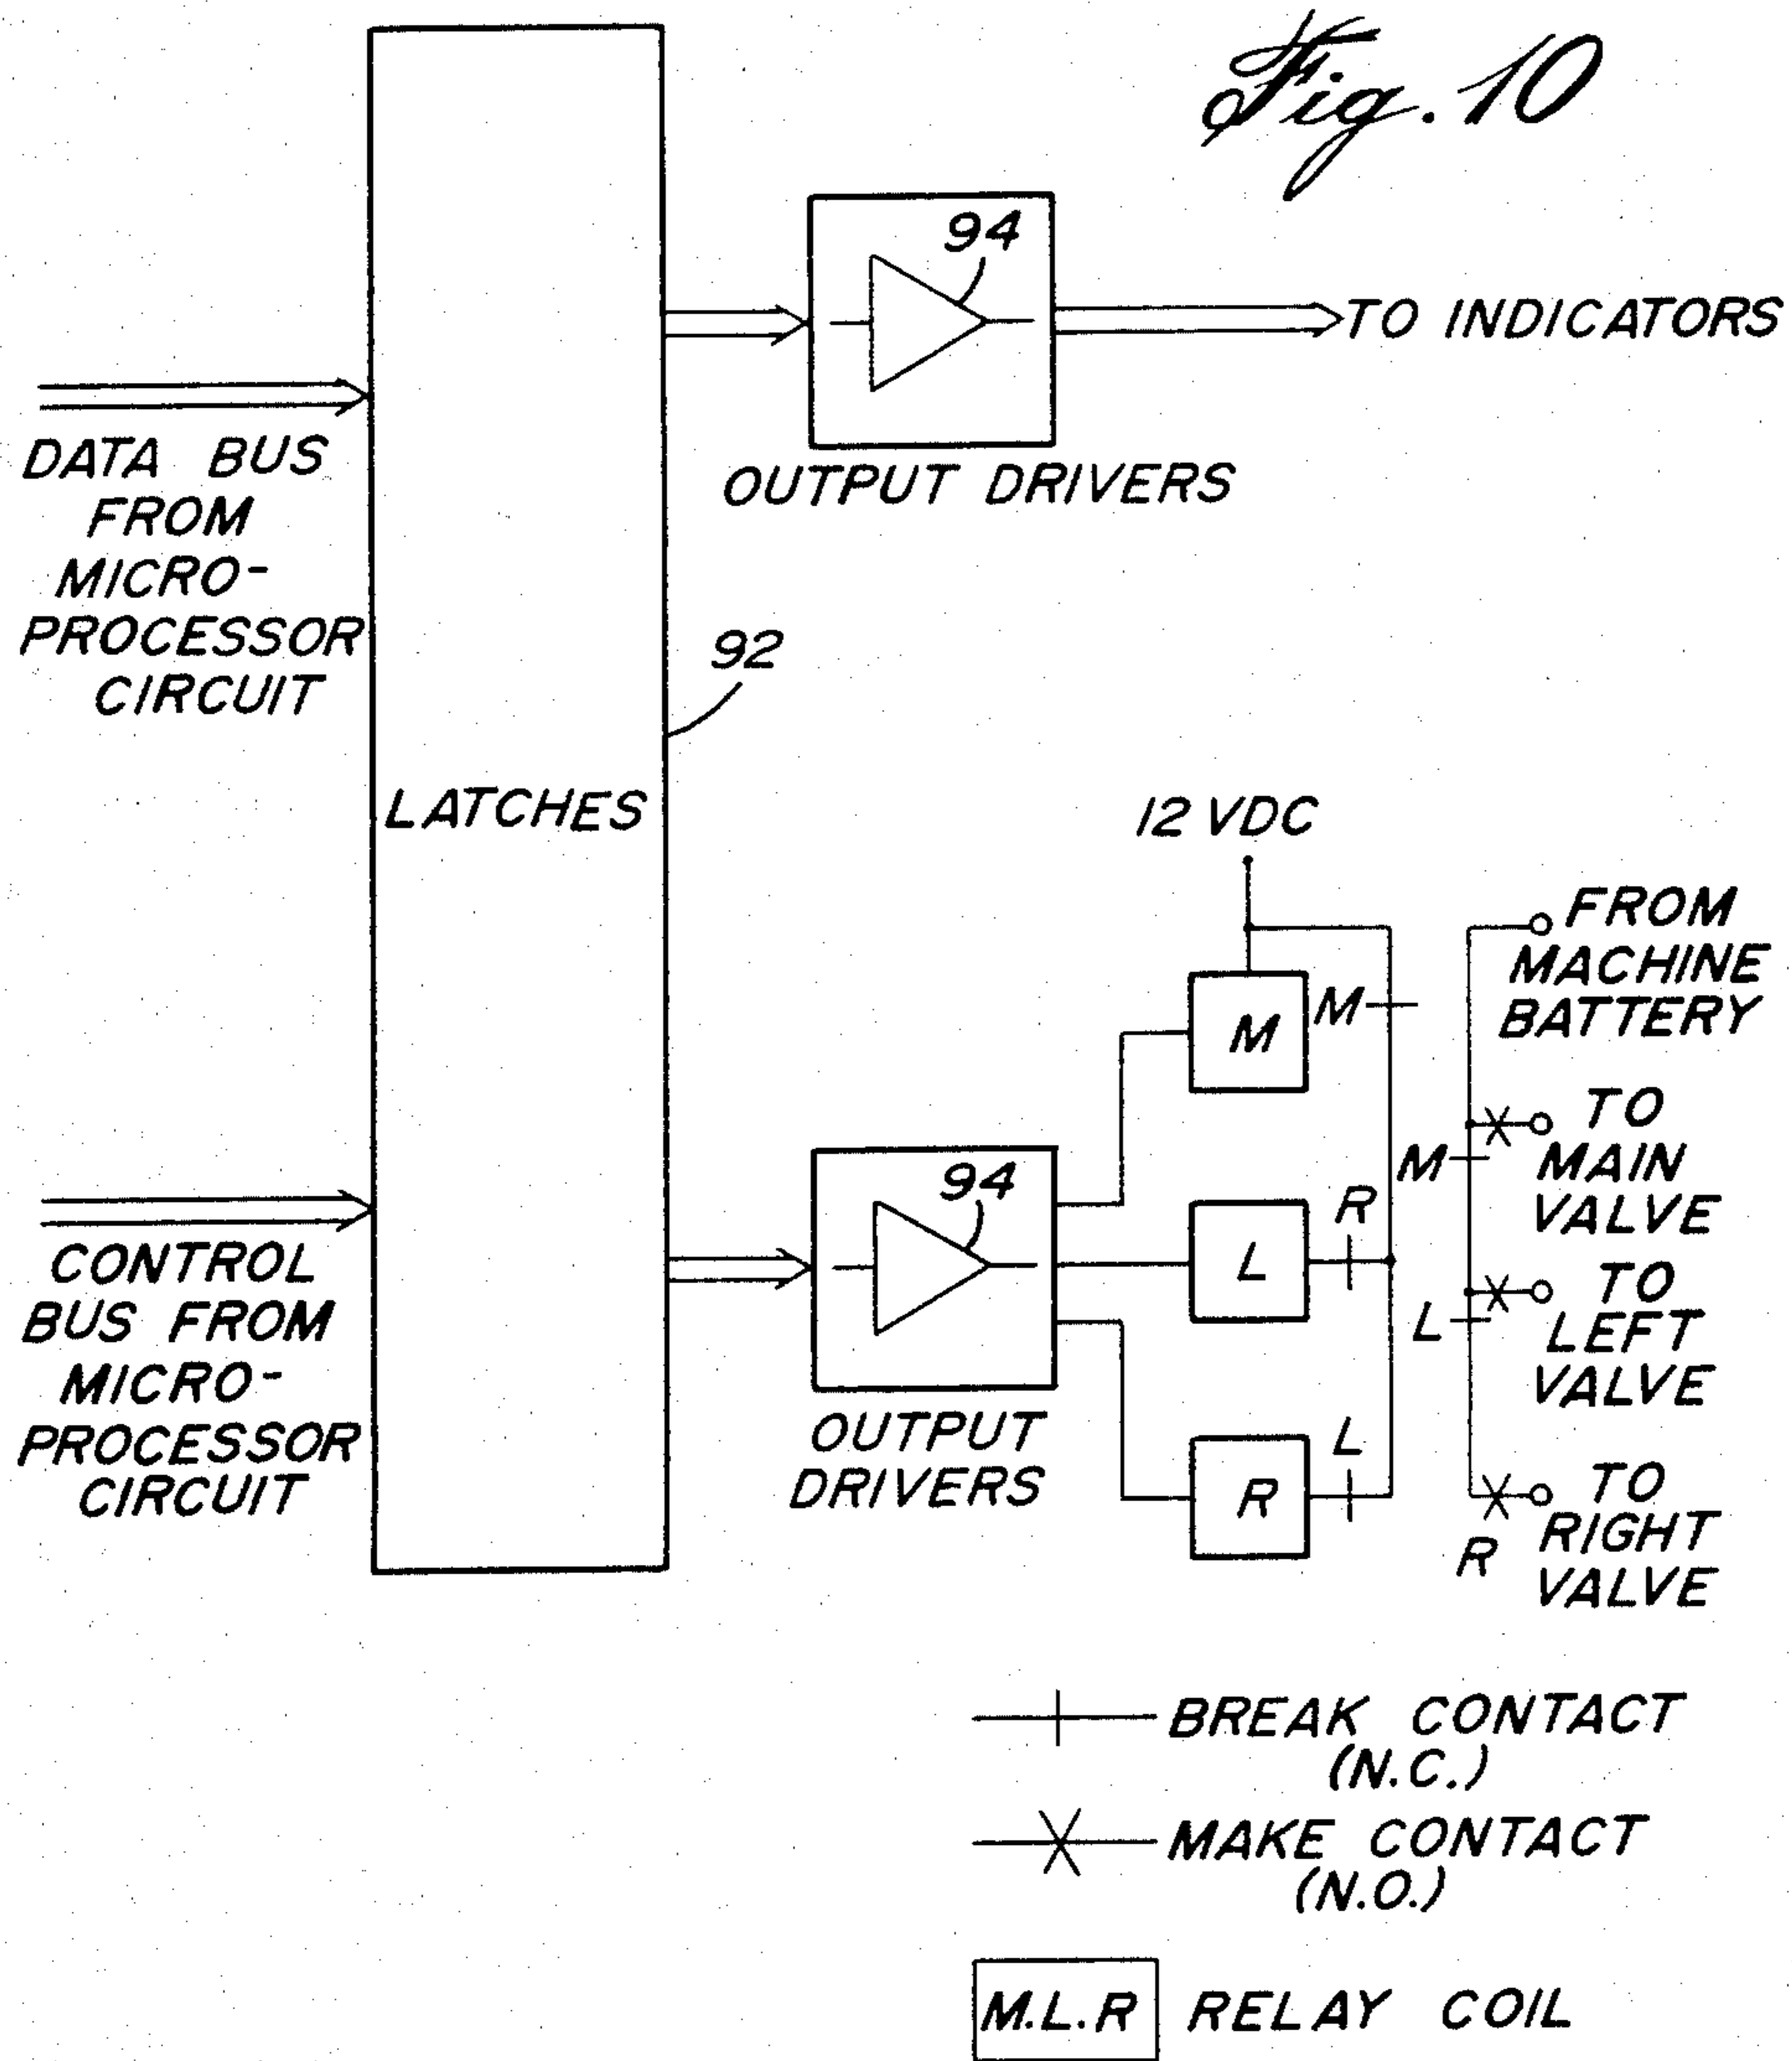 Fig. 10
94
TO INDICATORS
OUTPUT DRIVERS
DATA BUS
FROM
MICRO-
PROCESSOR
CIRCUIT
92
LATCHES
12 VDC
FROM
MACHINE
BATTERY
M
M
TO
MAIN
VALVE
M
CONTROL
BUS FROM
MICRO-
PROCESSOR
CIRCUIT
94
OUTPUT
DRIVERS
L
R
TO
LEFT
VALVE
L
R
L
TO
RIGHT
VALVE
R
BREAK CONTACT
(N.C.)
MAKE CONTACT
(N.O.)
M.L.R RELAY COIL